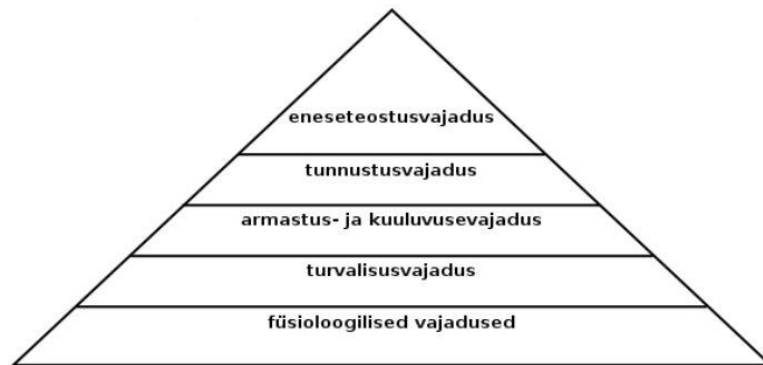 eneseteostusvajadus
tunnustusvajadus
armastus- ja kuuluvusevajadus
turvalisusvajadus
füsioloogilised vajadused